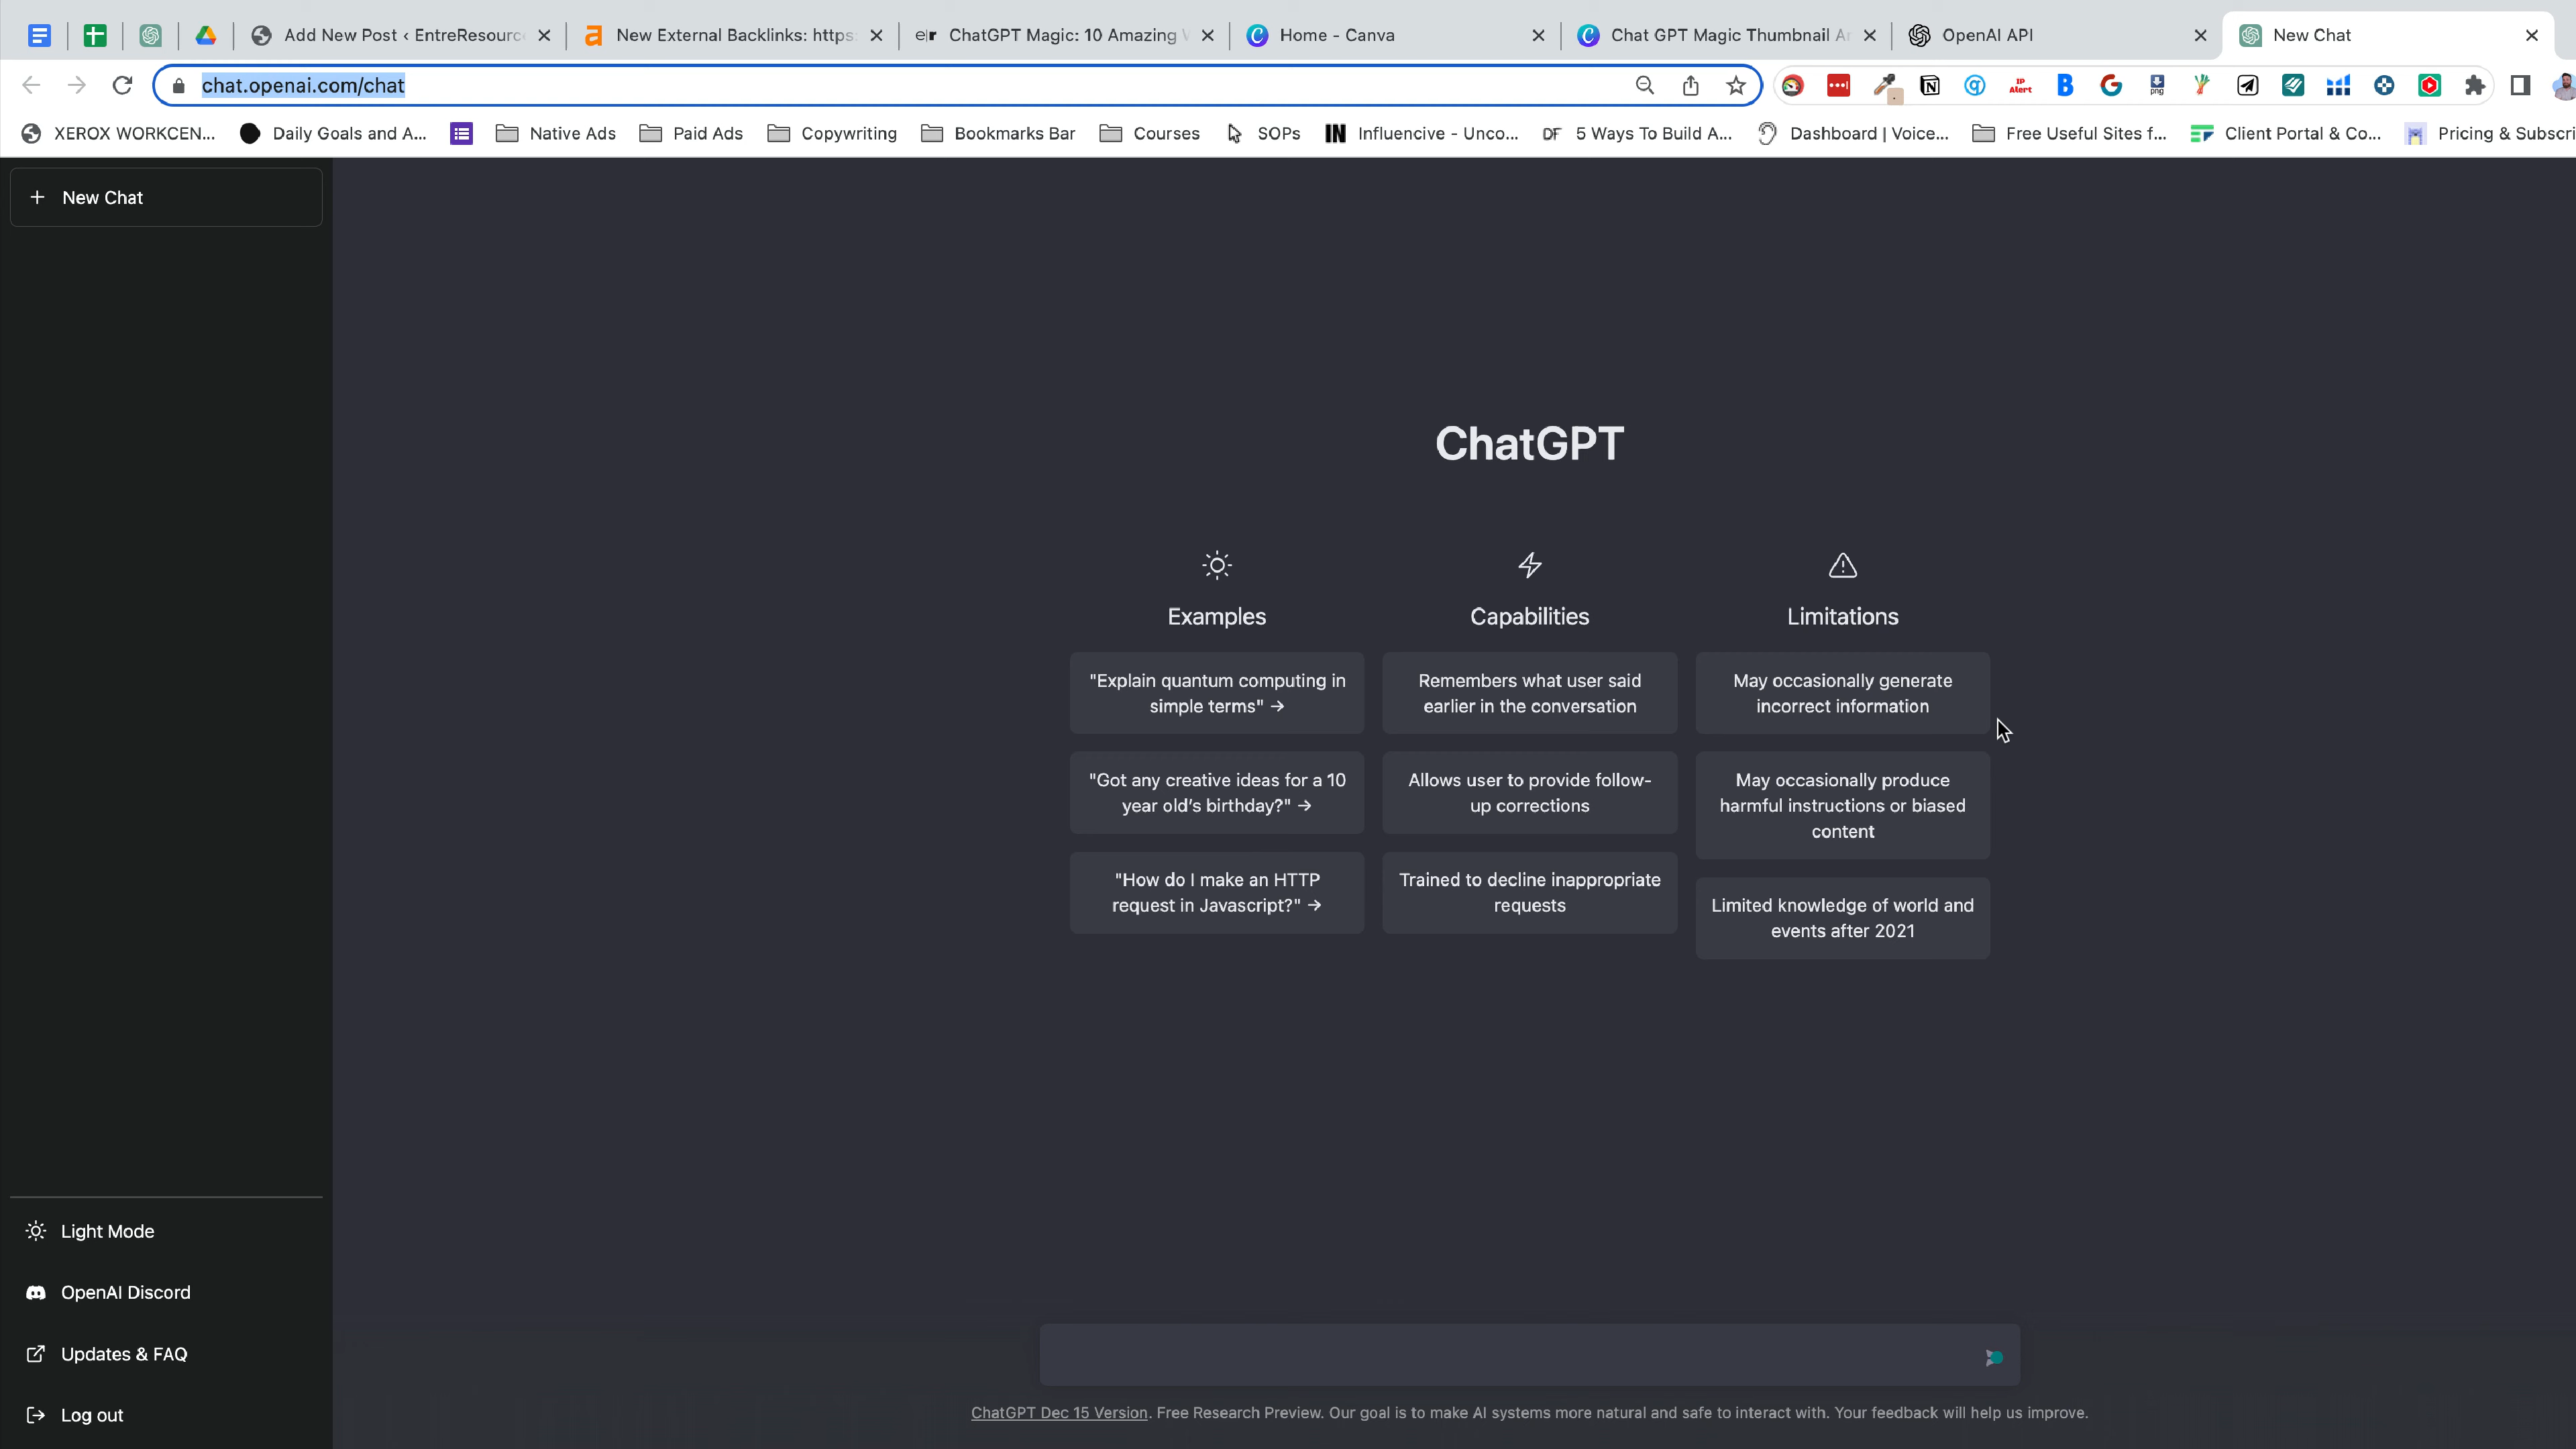 Add New Post ‹ EntreResourc
New External Backlinks: https:
e|r ChatGPT Magic: 10 Amazing W
Home - Canva
Chat GPT Magic Thumbnail Ar
OpenAI API
New Chat
chat.openai.com/chat
IP Alert
png
XEROX WORKCEN...
Daily Goals and A...
Native Ads
Paid Ads
Copywriting
Bookmarks Bar
Courses
SOPs
IN Influencive - Unco...
DF 5 Ways To Build A...
Dashboard | Voice...
Free Useful Sites f...
Client Portal & Co...
Pricing & Subscri
New Chat
ChatGPT
Examples
"Explain quantum computing in
simple terms" →
"Got any creative ideas for a 10
year old's birthday?" →
"How do I make an HTTP
request in Javascript?" →
Capabilities
Remembers what user said
earlier in the conversation
Allows user to provide follow-
up corrections
Trained to decline inappropriate
requests
Limitations
May occasionally generate
incorrect information
May occasionally produce
harmful instructions or biased
content
Limited knowledge of world and
events after 2021
Light Mode
OpenAI Discord
Updates & FAQ
Log out
ChatGPT Dec 15 Version. Free Research Preview. Our goal is to make AI systems more natural and safe to interact with. Your feedback will help us improve.